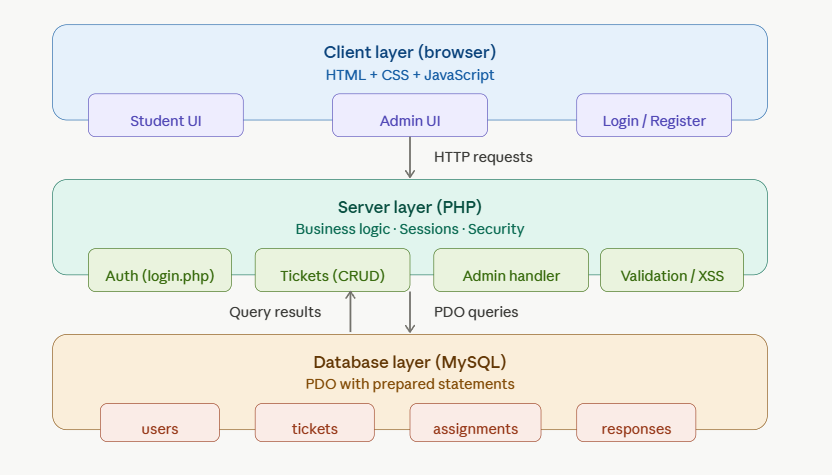 Client layer (browser)
HTML + CSS + JavaScript
Student UI
Admin UI
Login / Register
HTTP requests
Server layer (PHP)
Business logic · Sessions · Security
Auth (login.php)
Tickets (CRUD)
Admin handler
Validation / XSS
Query results
PDO queries
Database layer (MySQL)
PDO with prepared statements
users
tickets
assignments
responses